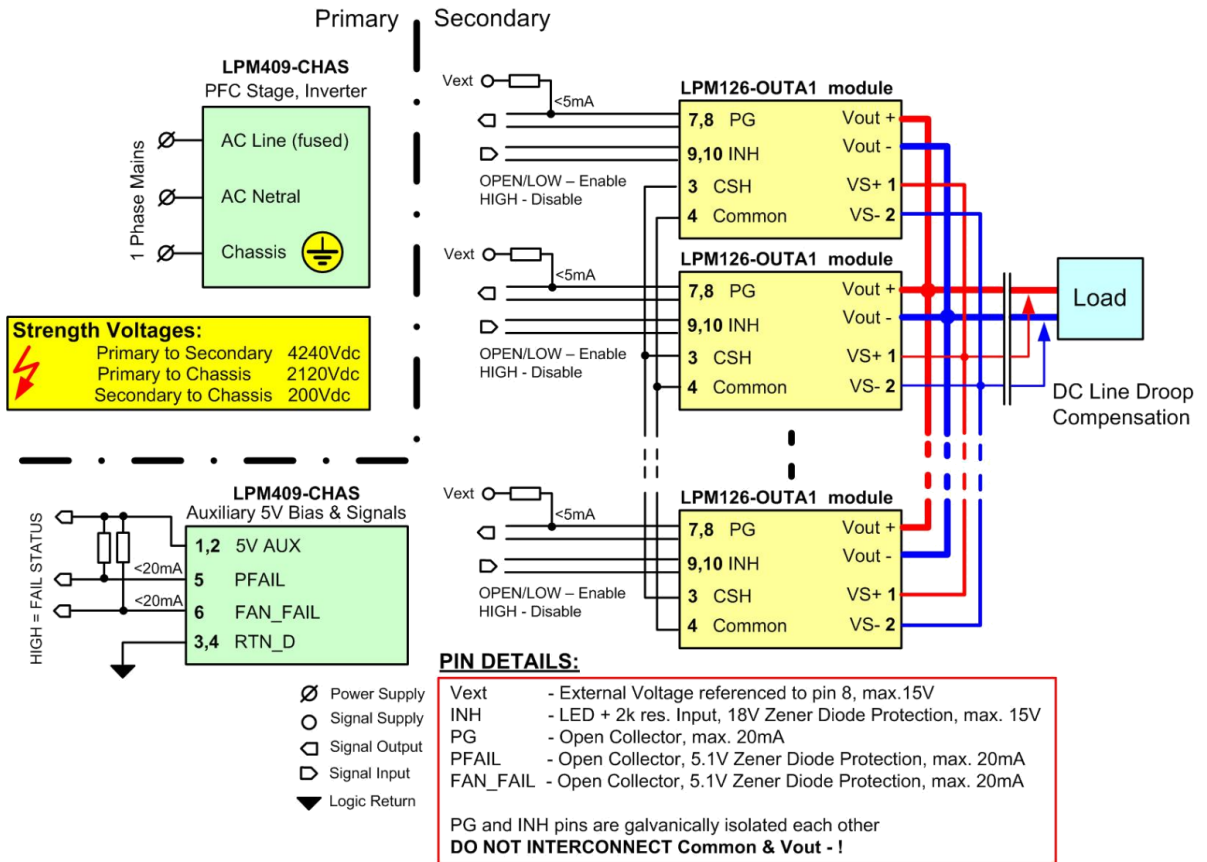 Primary
Secondary
LPM409-CHAS
PFC Stage, Inverter
1 Phase Mains
AC Line (fused)
AC Netral
Chassis
Strength Voltages:
Primary to Secondary 4240Vdc
Primary to Chassis 2120Vdc
Secondary to Chassis 200Vdc
LPM409-CHAS
Auxiliary 5V Bias & Signals
HIGH = FAIL STATUS
1,2 5V AUX
<20mA
5 PFAIL
<20mA
6 FAN_FAIL
3,4 RTN_D
Power Supply
Signal Supply
Signal Output
Signal Input
Logic Return
Vext
<5mA
OPEN/LOW – Enable
HIGH - Disable
LPM126-OUTA1 module
7,8 PG Vout +
9,10 INH Vout -
3 CSH VS+ 1
4 Common VS- 2
Vext
<5mA
OPEN/LOW – Enable
HIGH - Disable
LPM126-OUTA1 module
7,8 PG Vout +
9,10 INH Vout -
3 CSH VS+ 1
4 Common VS- 2
Load
DC Line Droop
Compensation
Vext
<5mA
OPEN/LOW – Enable
HIGH - Disable
LPM126-OUTA1 module
7,8 PG Vout +
9,10 INH Vout -
3 CSH VS+ 1
4 Common VS- 2
PIN DETAILS:
Vext - External Voltage referenced to pin 8, max.15V
INH - LED + 2k res. Input, 18V Zener Diode Protection, max. 15V
PG - Open Collector, max. 20mA
PFAIL - Open Collector, 5.1V Zener Diode Protection, max. 20mA
FAN_FAIL - Open Collector, 5.1V Zener Diode Protection, max. 20mA
PG and INH pins are galvanically isolated each other
DO NOT INTERCONNECT Common & Vout - !